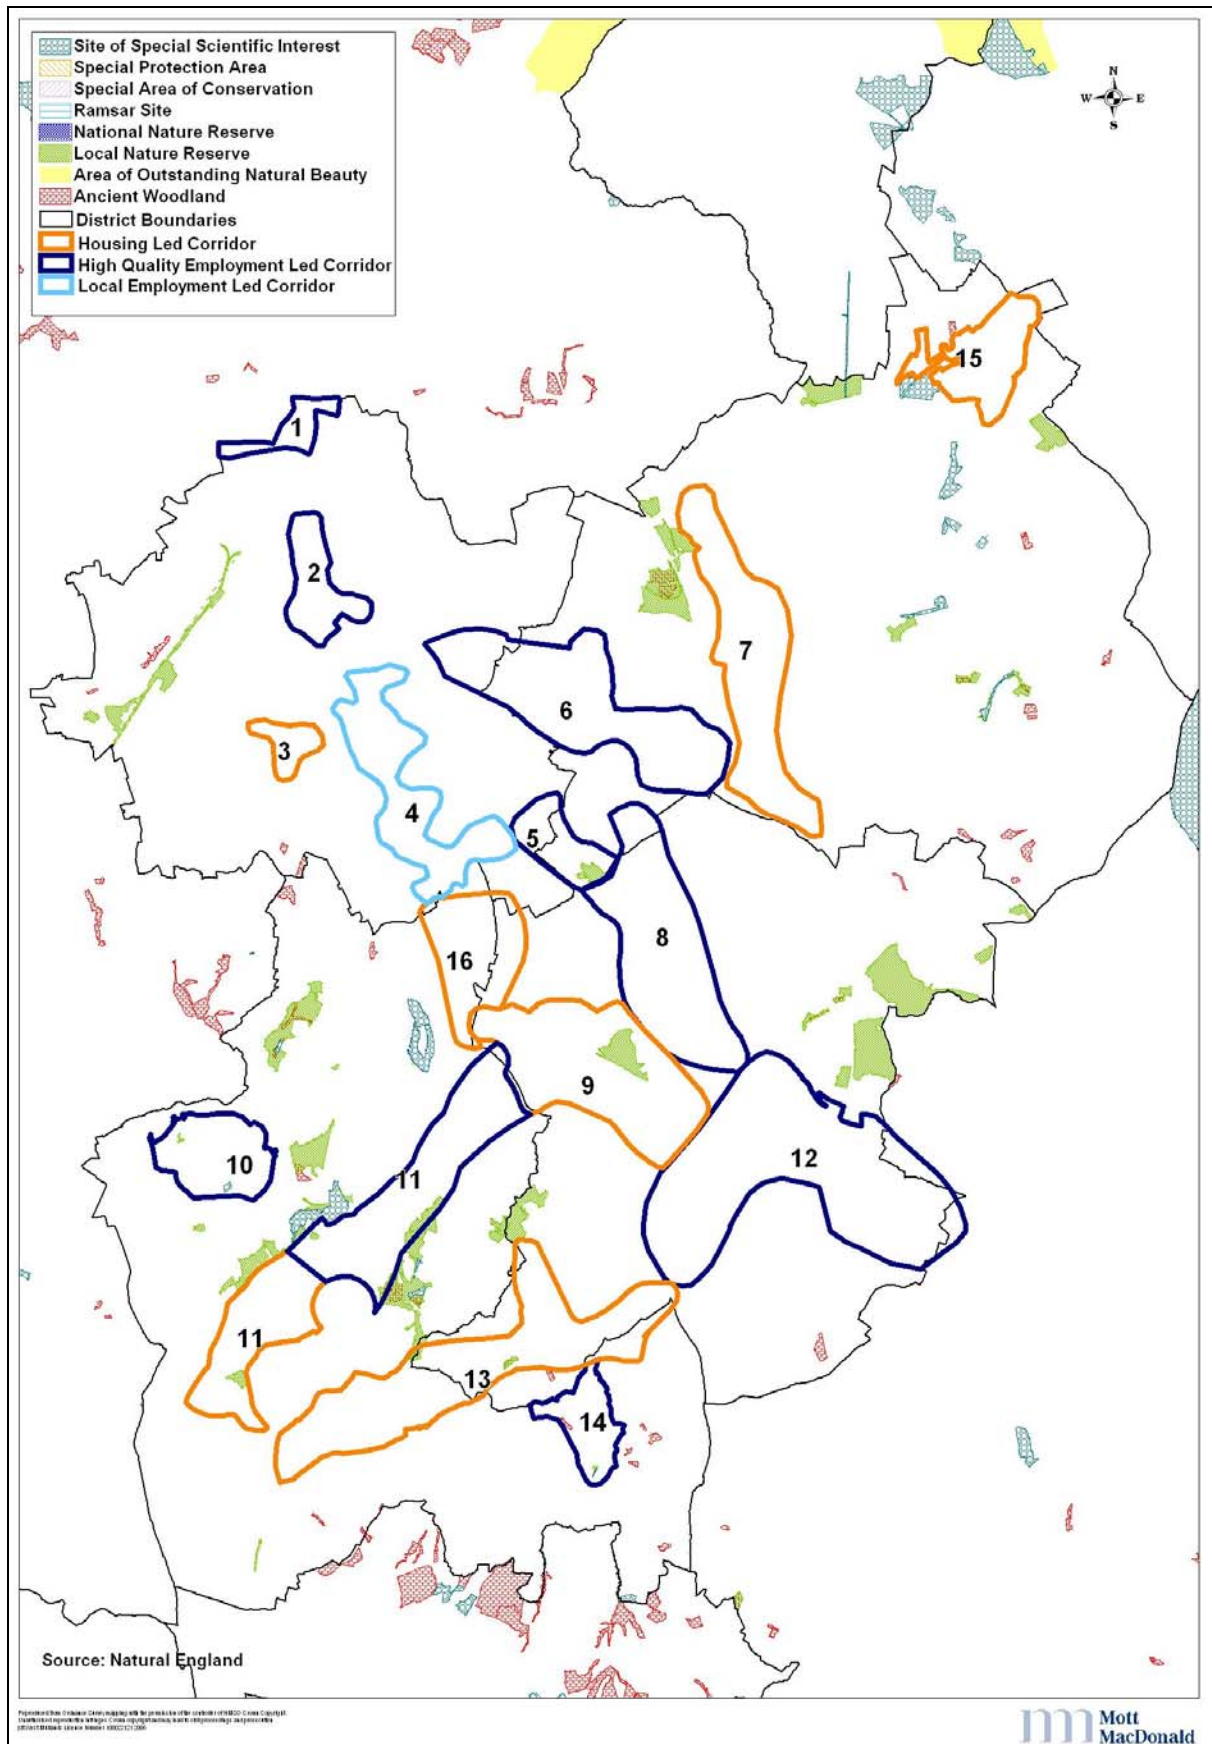 Site of Special Scientific Interest
Special Protection Area
Special Area of Conservation
Ramsar Site
National Nature Reserve
Local Nature Reserve
Area of Outstanding Natural Beauty
Ancient Woodland
District Boundaries
Housing Led Corridor
High Quality Employment Led Corridor
Local Employment Led Corridor
N
W E
S
15
1
2
7
6
3
4
5
8
16
9
10
11
12
11
13
14
Source: Natural England
Mott
MacDonald